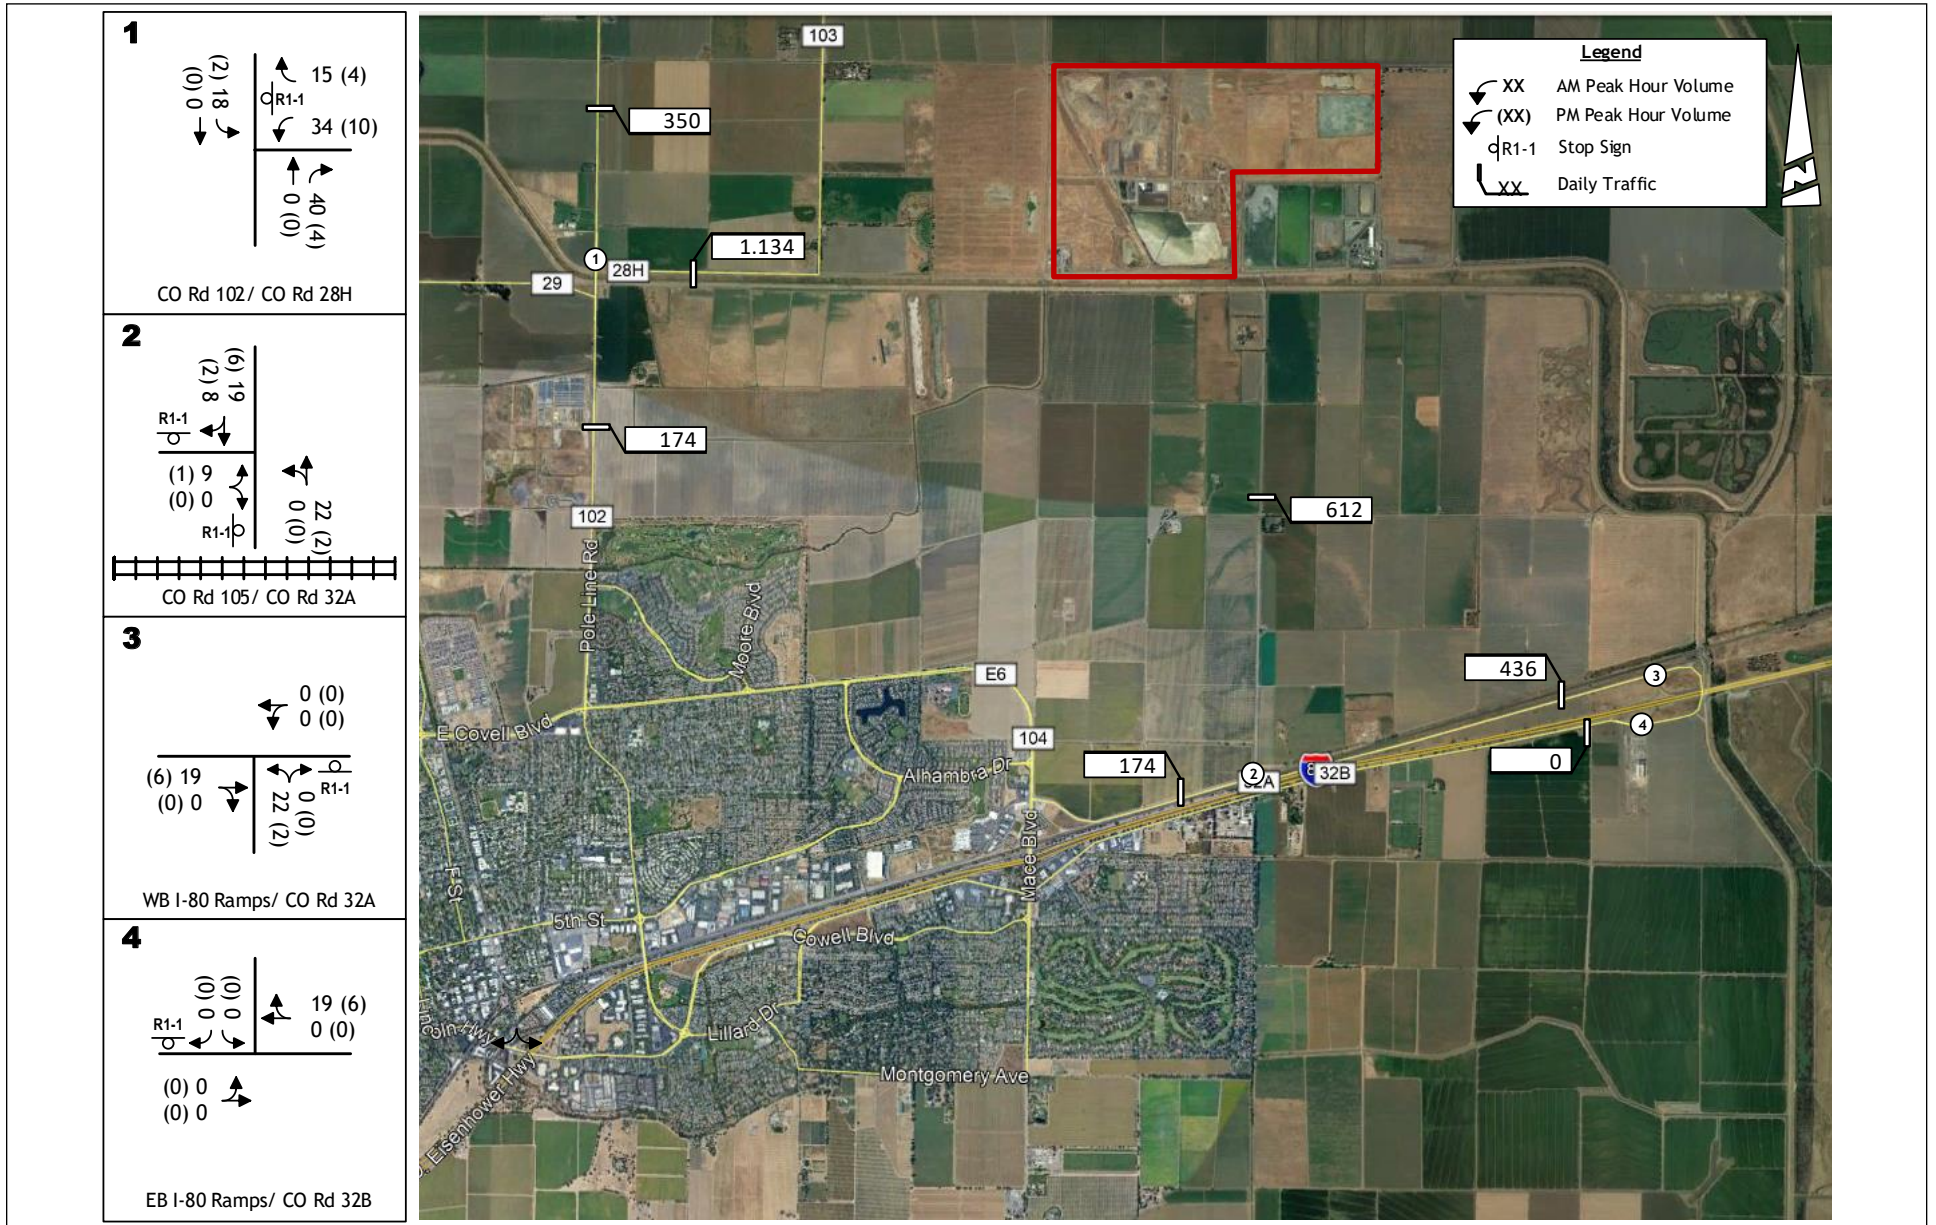 1
(2) 18
(0) 0
15 (4)
R1-1
34 (10)
40 (4)
0 (0)
CO Rd 102/ CO Rd 28H
2
(6) 19
(2) 8
R1-1
(1) 9
(0) 0
R1-1
22 (2)
0 (0)
CO Rd 105/ CO Rd 32A
3
0 (0)
0 (0)
(6) 19
(0) 0
R1-1
0 (0)
22 (2)
WB I-80 Ramps/ CO Rd 32A
4
(0) 0
(0) 0
19 (6)
0 (0)
R1-1
(0) 0
(0) 0
EB I-80 Ramps/ CO Rd 32B
103
350
1.134
1
28H
29
174
102
Pole Line Rd
Moore Blvd
612
E6
E Covell Blvd
104
Alhambra Dr
174
2
32A
32B
436
3
4
0
Mace Blvd
F St
5th St
Cowell Blvd
Lillard Dr
oln Hwy
Montgomery Ave
Eisenhower Hwy
Legend
XX AM Peak Hour Volume
(XX) PM Peak Hour Volume
R1-1 Stop Sign
XX Daily Traffic